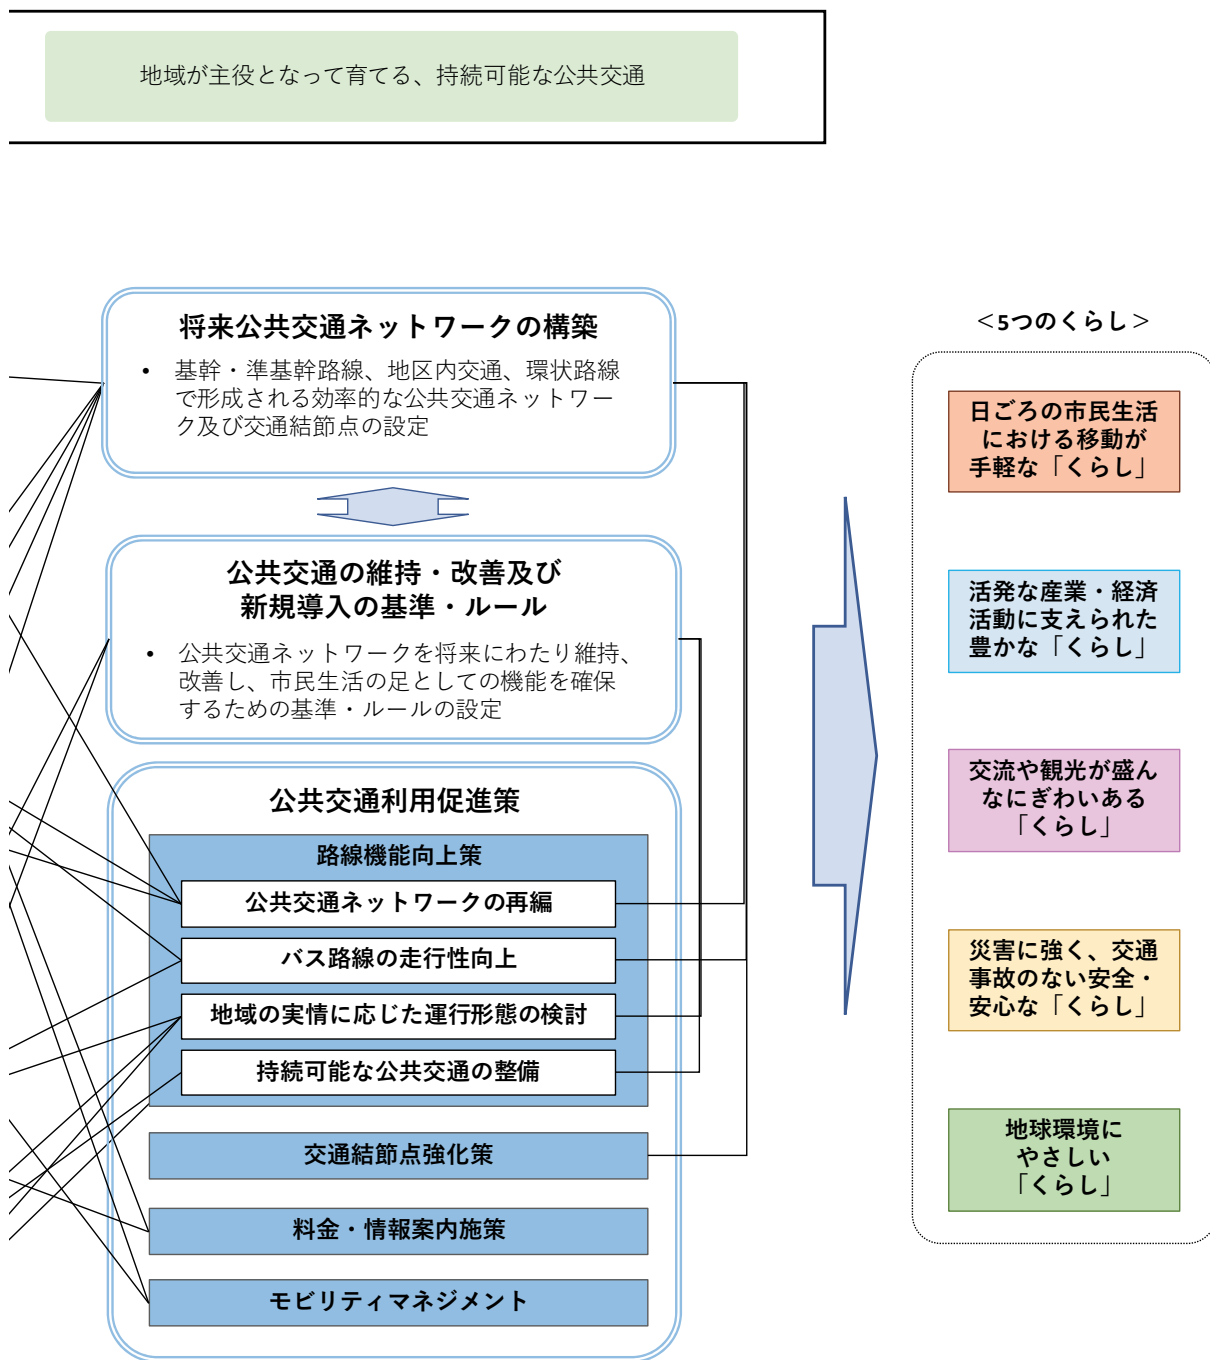 地域が主役となって育てる、持続可能な公共交通
将来公共交通ネットワークの構築
• 基幹・準基幹路線、地区内交通、環状路線
で形成される効率的な公共交通ネットワー
ク及び交通結節点の設定
公共交通の維持・改善及び
新規導入の基準・ルール
• 公共交通ネットワークを将来にわたり維持、
改善し、市民生活の足としての機能を確保
するための基準・ルールの設定
公共交通利用促進策
路線機能向上策
公共交通ネットワークの再編
バス路線の走行性向上
地域の実情に応じた運行形態の検討
持続可能な公共交通の整備
交通結節点強化策
料金・情報案内施策
モビリティマネジメント
＜5つのくらし＞
日ごろの市民生活
における移動が
手軽な「くらし」
活発な産業・経済
活動に支えられた
豊かな「くらし」
交流や観光が盛ん
なにぎわいある
「くらし」
災害に強く、交通
事故のない安全・
安心な「くらし」
地球環境に
やさしい
「くらし」